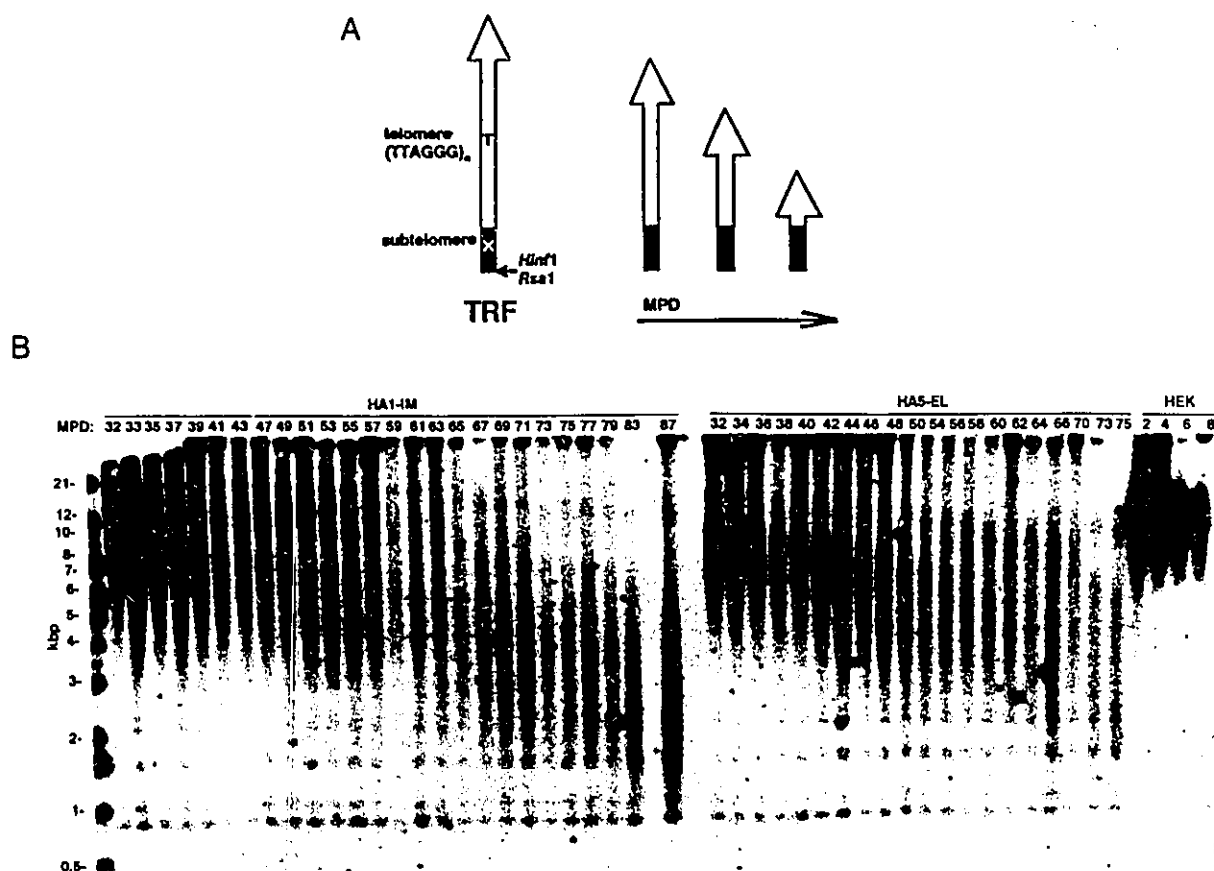 A
telomere
T
(TTAGGG)n
subtelomere
X
Hinf1
Rsa1
TRF
MPD
B
HA1-IM
HA5-EL
HEK
MPD: 32 33 35 37 39 41 43 47 49 51 53 55 57 59 61 63 65 67 69 71 73 75 77 79 83 87
32 34 36 38 40 42 44 46 48 50 52 54 56 58 60 62 64 66 70 73 75
2 4 6 8
21-
12-
10-
8-
7-
6-
5-
4-
3-
2-
1-
0.5-
kbp